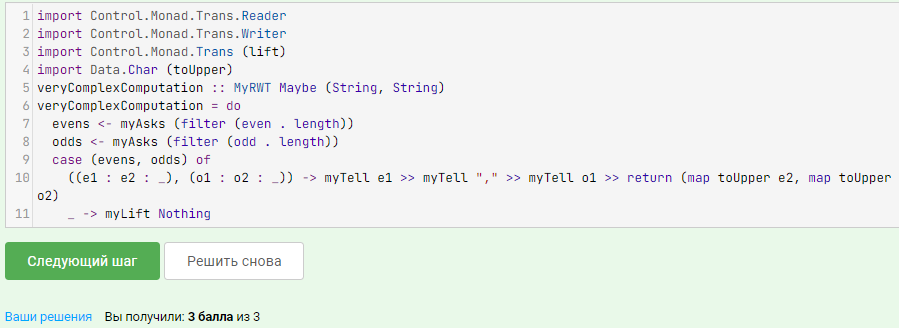 1 import Control.Monad.Trans.Reader
2 import Control.Monad.Trans.Writer
3 import Control.Monad.Trans (lift)
4 import Data.Char (toUpper)
5 veryComplexComputation :: MyRWT Maybe (String, String)
6 veryComplexComputation = do
7   evens <- myAsks (filter (even . length))
8   odds <- myAsks (filter (odd . length))
9   case (evens, odds) of
10     ((e1 : e2 : _), (o1 : o2 : _)) -> myTell e1 >> myTell "," >> myTell o1 >> return (map toUpper e2, map toUpper
o2)
11     _ -> myLift Nothing
Следующий шаг Решить снова
Ваши решения Вы получили: 3 балла из 3